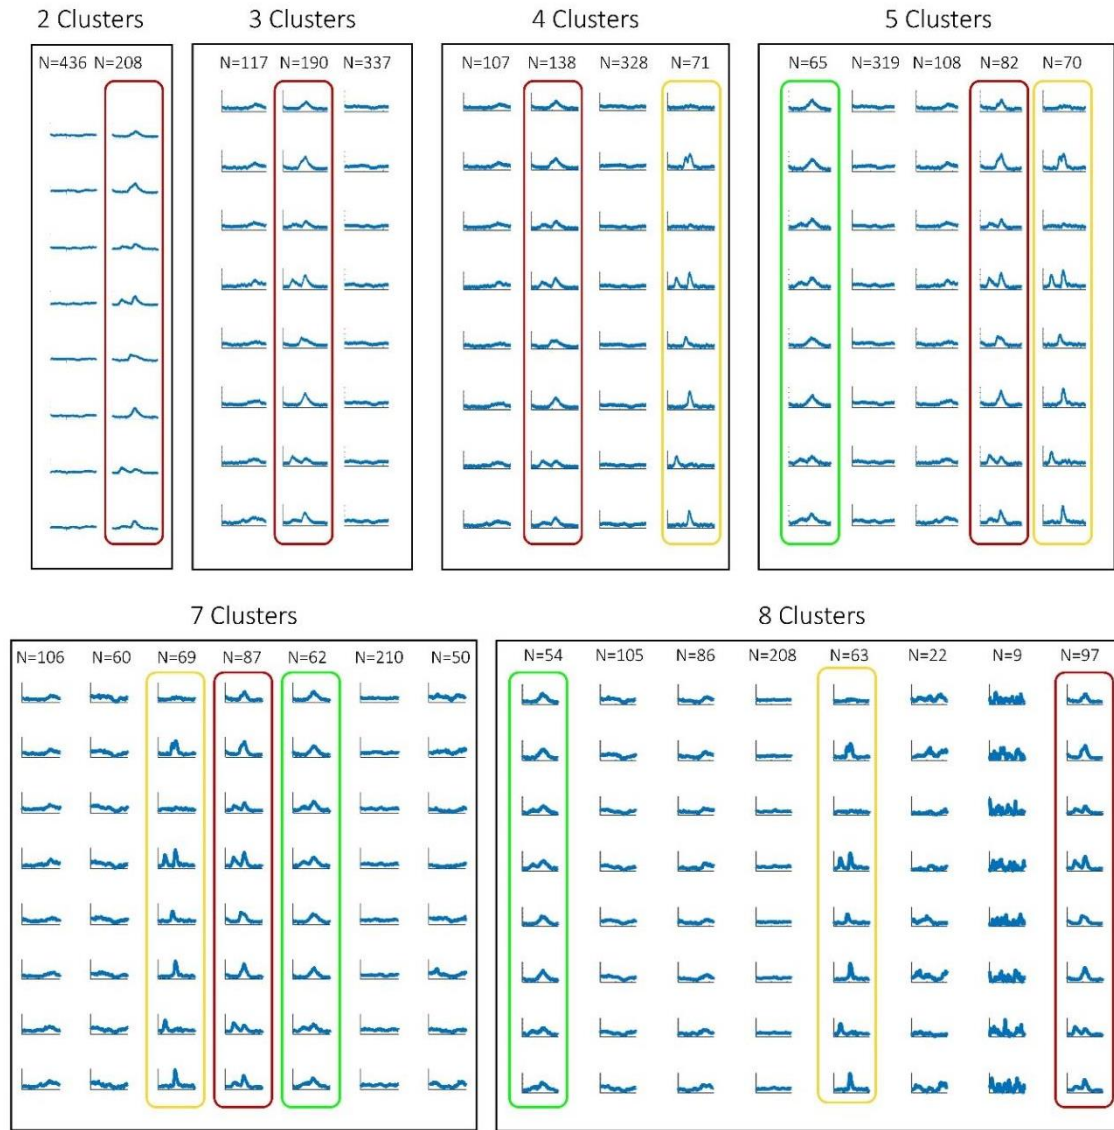 2 Clusters
3 Clusters
4 Clusters
5 Clusters
N=436 N=208
N=117 N=190 N=337
N=107 N=138 N=328 N=71
N=65 N=319 N=108 N=82 N=70
7 Clusters
8 Clusters
N=106 N=60 N=69 N=87 N=62 N=210 N=50
N=54 N=105 N=86 N=208 N=63 N=22 N=9 N=97